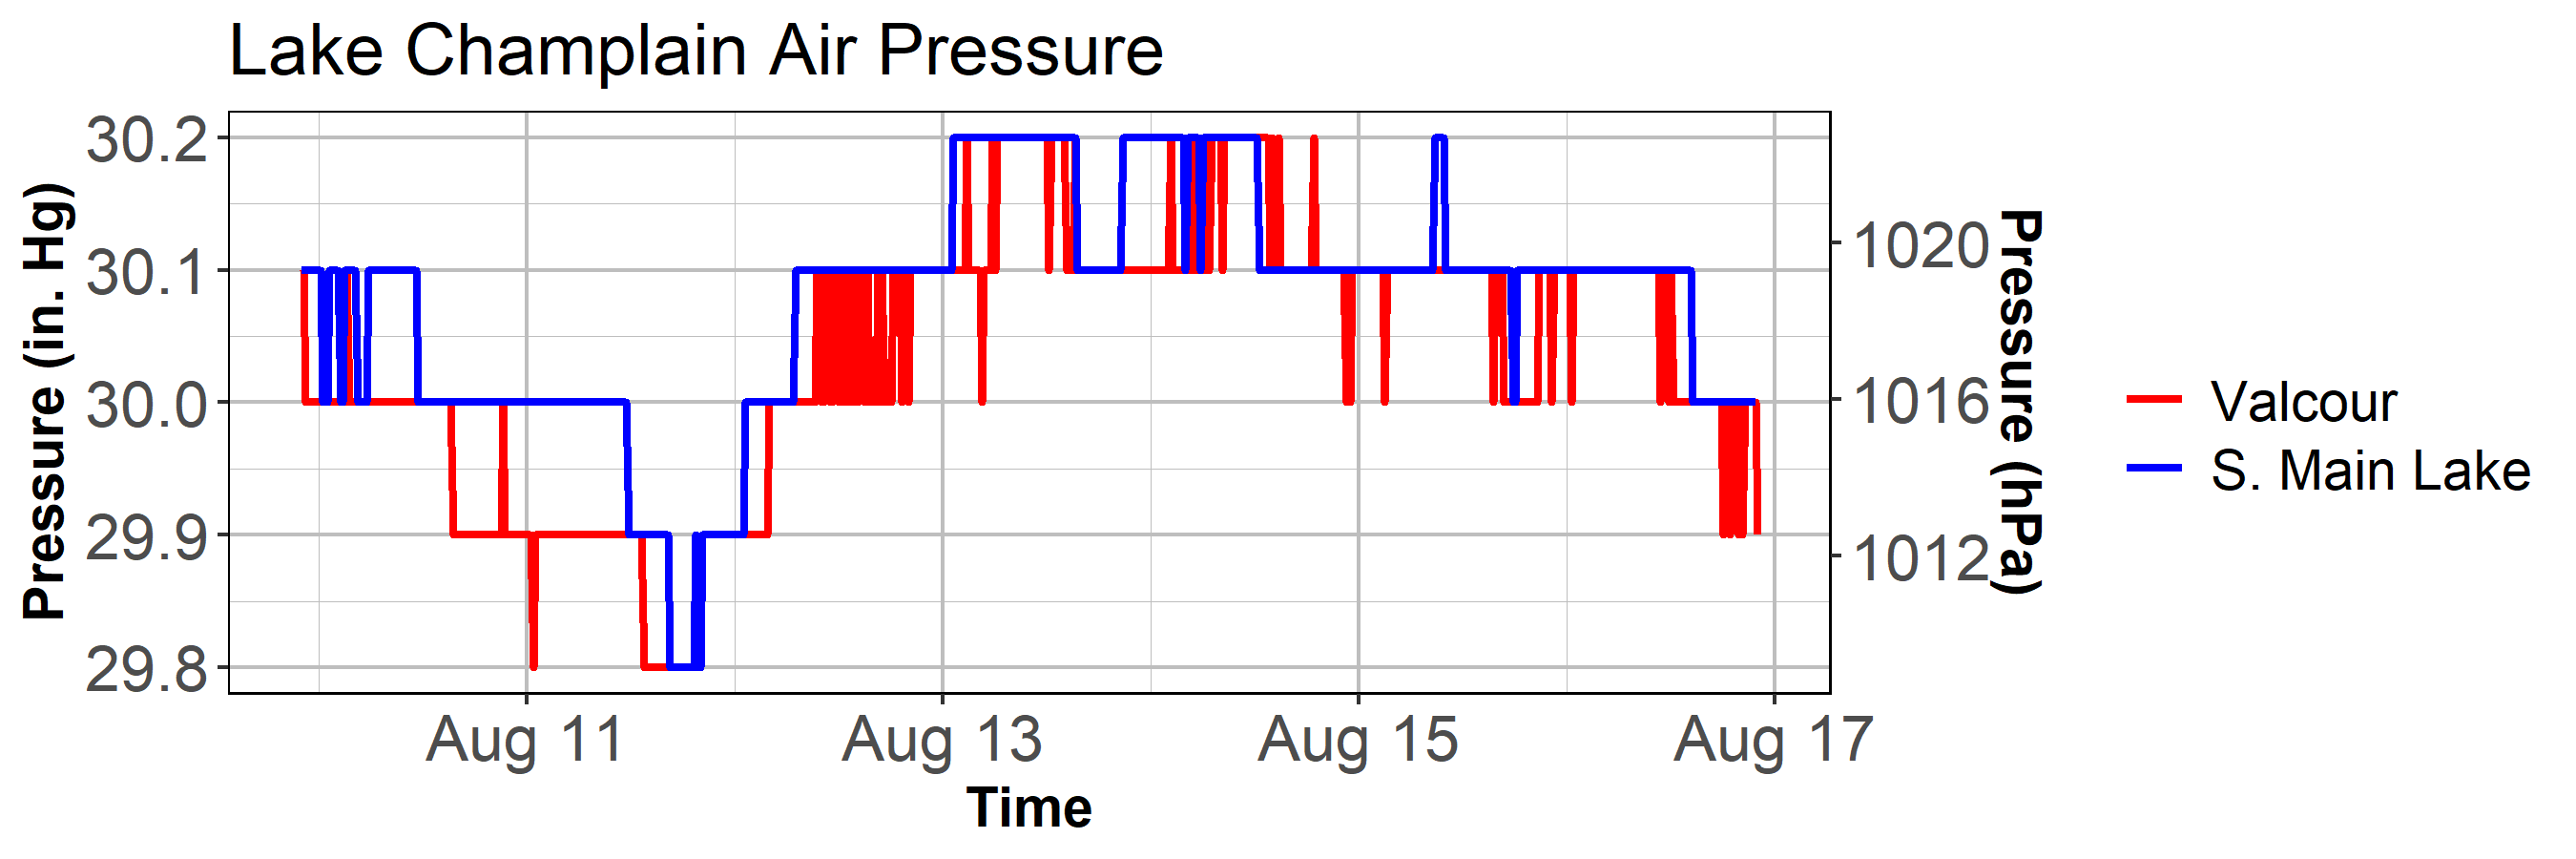 Lake Champlain Air Pressure
Pressure (in. Hg)
30.2
30.1
30.0
29.9
29.8
Aug 11
Aug 13
Aug 15
Aug 17
Time
1020
1016
1012
Pressure (hPa)
Valcour
S. Main Lake